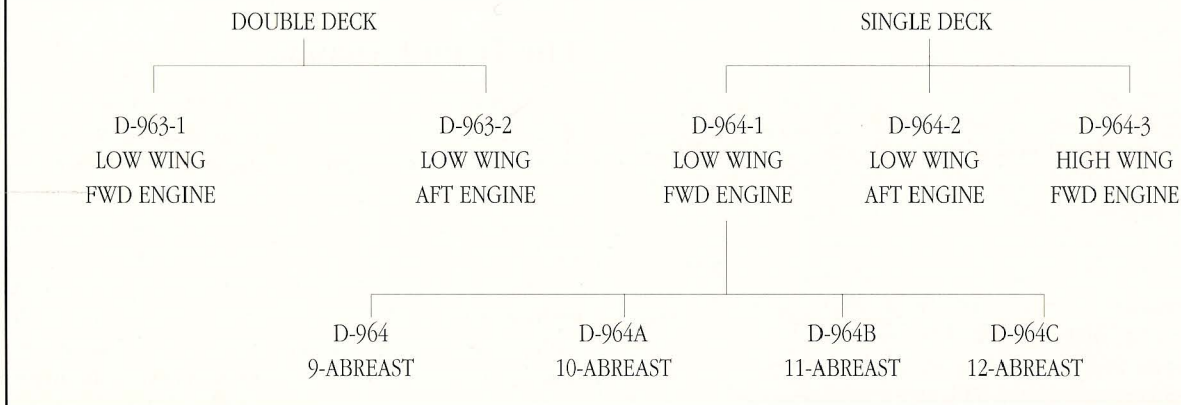 DOUBLE DECK
SINGLE DECK
D-963-1
LOW WING
FWD ENGINE
D-963-2
LOW WING
AFT ENGINE
D-964-1
LOW WING
FWD ENGINE
D-964-2
LOW WING
AFT ENGINE
D-964-3
HIGH WING
FWD ENGINE
D-964
9-ABREAST
D-964A
10-ABREAST
D-964B
11-ABREAST
D-964C
12-ABREAST